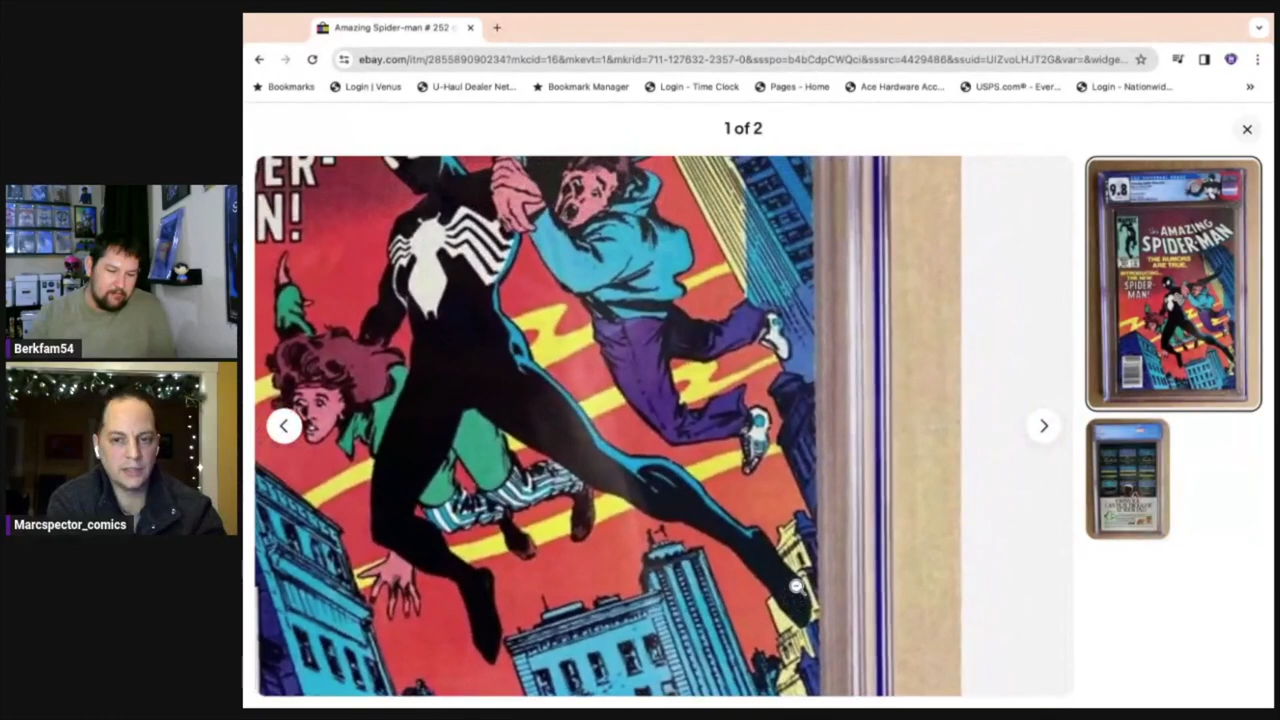 Amazing Spider-man # 252
ebay.com/itm/285589090234?mkcid=16&mkevt=1&mkrid=711-127632-2357-0&ssspo=b4bCdpCWQci&sssrc=4429486&ssuid=UIZvoLHJT2G&var=&widge...
Bookmarks
Login | Venus
U-Haul Dealer Net...
Bookmark Manager
Login - Time Clock
Pages - Home
Ace Hardware Acc...
USPS.com® - Ever...
Login - Nationwid...
»
1 of 2
ER-
N!
9.8
The AMAZING
SPIDER-MAN
THE RUMORS
ARE TRUE.
INTRODUCING...
THE NEW
SPIDER-
MAN!
Berkfam54
Marcspector_comics